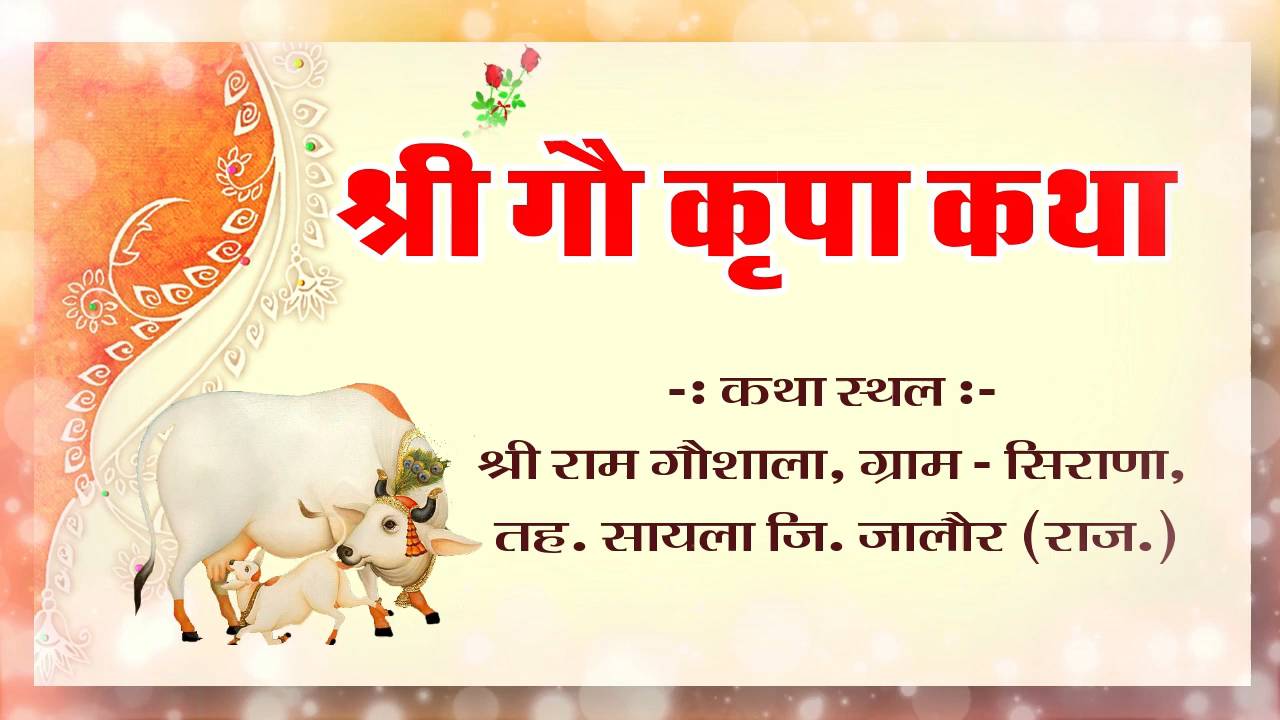 श्री गौ कृपा कथा
-: कथा स्थल :-
श्री राम गौशाला, ग्राम - सिराणा,
तह. सायला जि. जालौर (राज.)